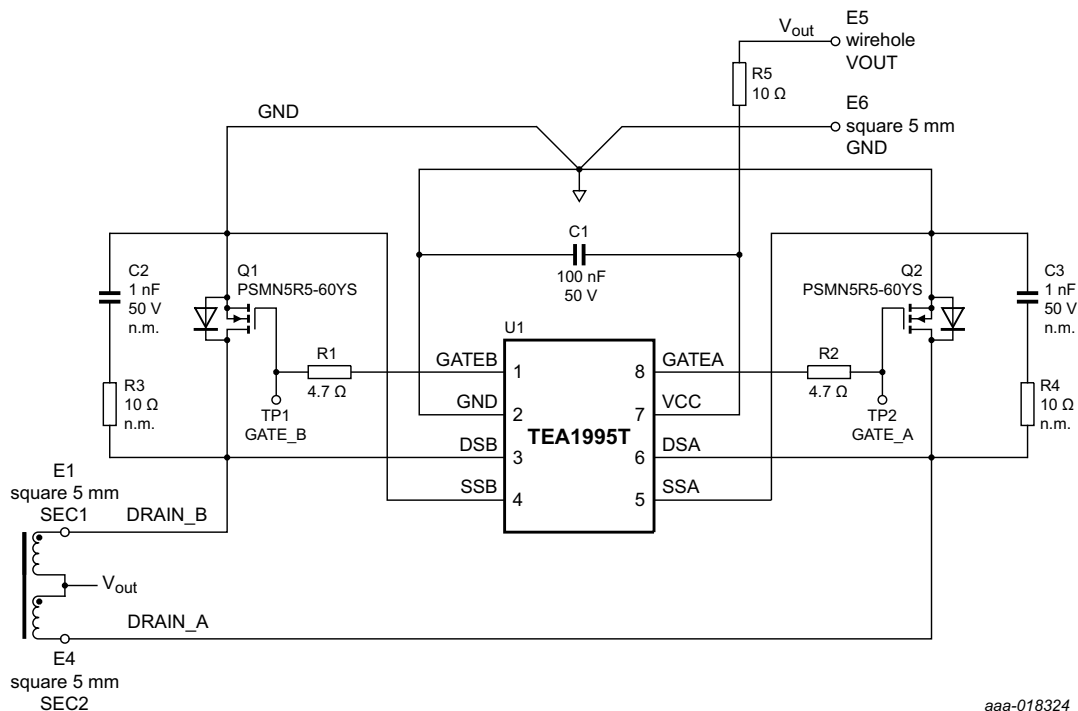 Vout
E5
wirehole
VOUT
R5
10 Ω
E6
square 5 mm
GND
GND
C1
100 nF
50 V
C2
1 nF
50 V
n.m.
Q1
PSMN5R5-60YS
Q2
PSMN5R5-60YS
C3
1 nF
50 V
n.m.
U1
R1
4.7 Ω
GATEB
1
8
GATEA
R2
4.7 Ω
R3
10 Ω
n.m.
TP1
GATE_B
GND
2
7
VCC
TP2
GATE_A
R4
10 Ω
n.m.
TEA1995T
DSB
3
6
DSA
SSB
4
5
SSA
E1
square 5 mm
SEC1
DRAIN_B
Vout
DRAIN_A
E4
square 5 mm
SEC2
aaa-018324